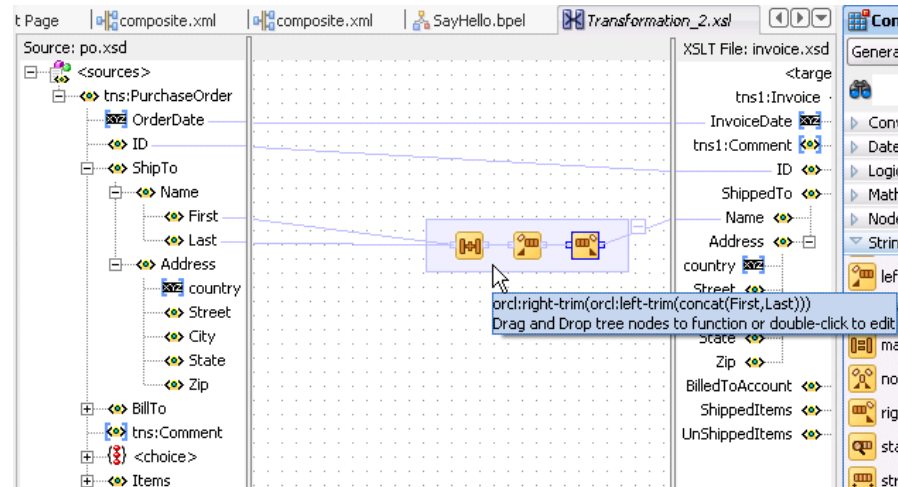 t Page
composite.xml
composite.xml
SayHello.bpel
Transformation_2.xsl
Source: po.xsd
<sources>
tns:PurchaseOrder
OrderDate
ID
ShipTo
Name
First
Last
Address
country
Street
City
State
Zip
BillTo
tns:Comment
<choice>
Items
orcl:right-trim(orcl:left-trim(concat(First,Last)))
Drag and Drop tree nodes to function or double-click to edit
XSLT File: invoice.xsd
<targe
tns1:Invoice
InvoiceDate
tns1:Comment
ID
ShippedTo
Name
Address
country
Street
State
Zip
BilledToAccount
ShippedItems
UnShippedItems
Con
Genera
Conv
Date
Logic
Math
Node
Strin
lef
ma
no
rig
sta
str